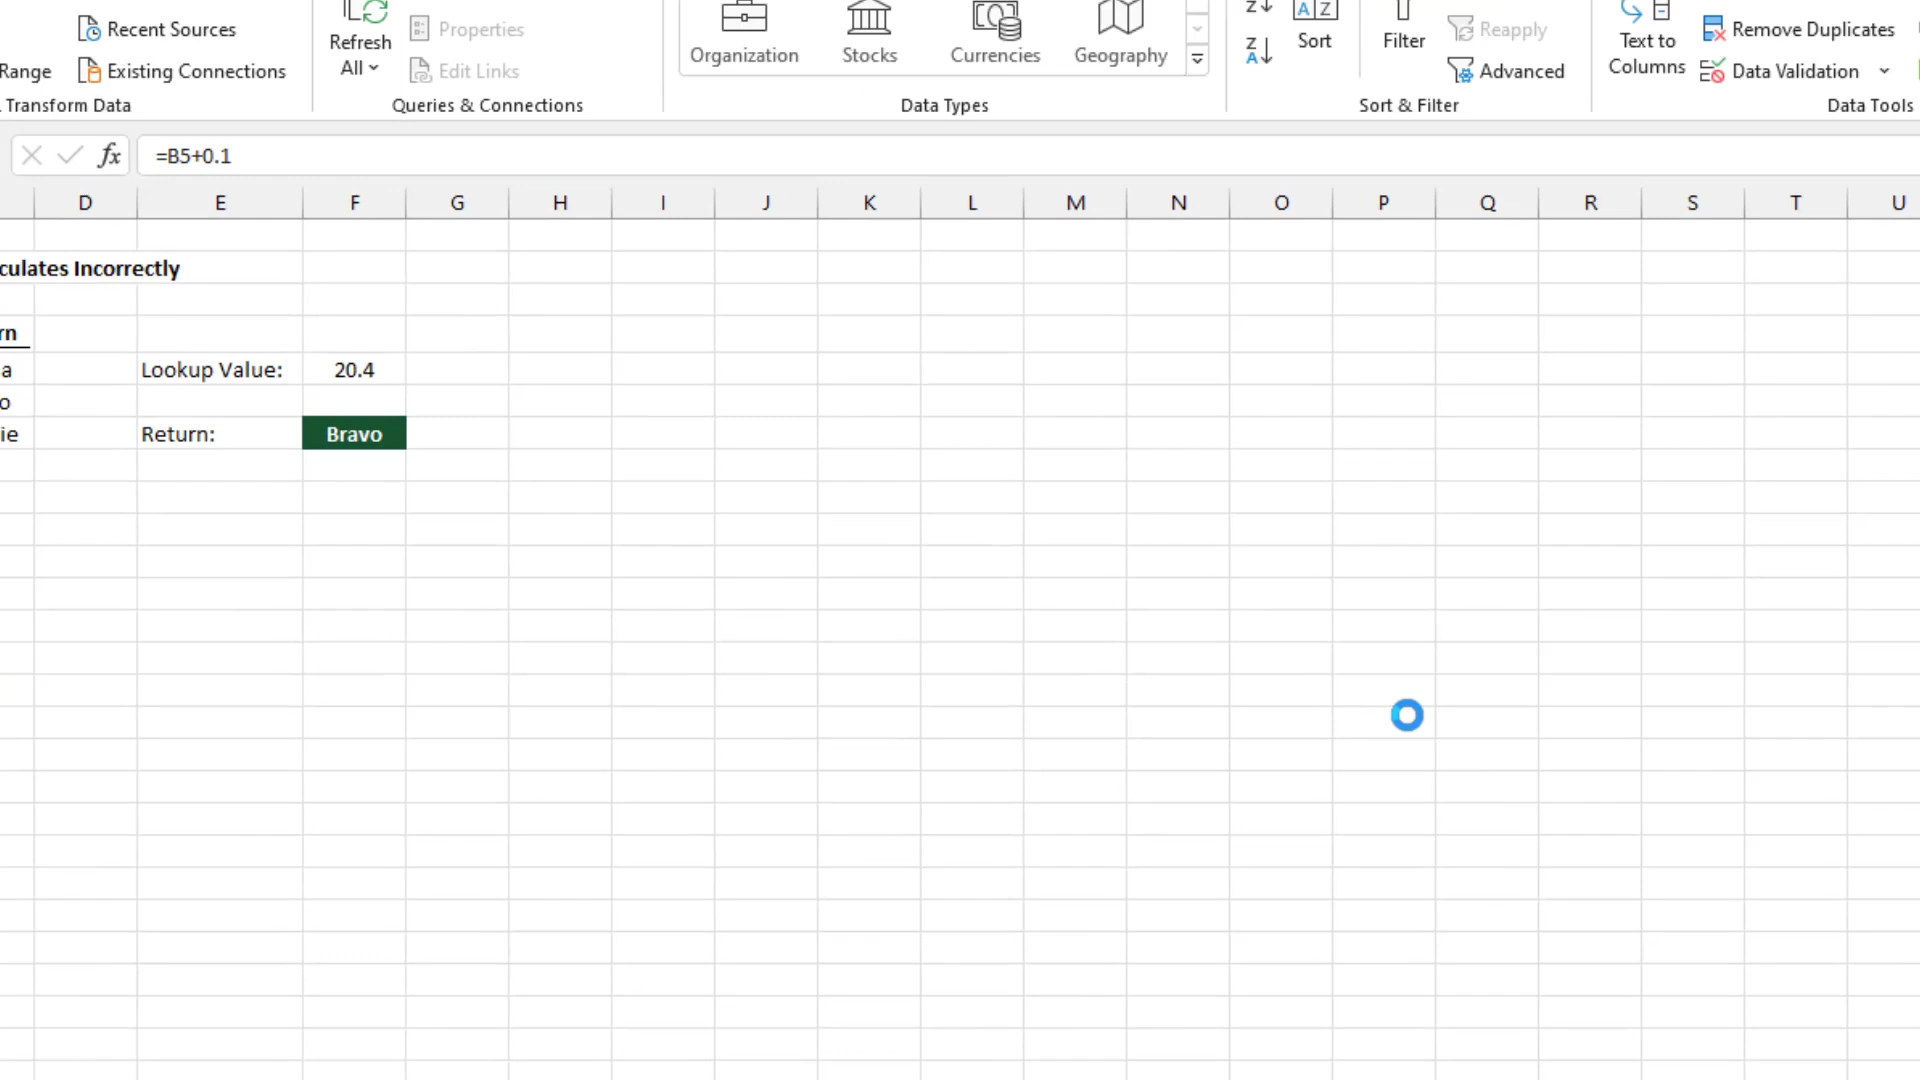 Recent Sources
Range
Existing Connections
Transform Data
Refresh
All
Properties
Edit Links
Queries & Connections
Organization
Stocks
Currencies
Geography
Data Types
Sort
Filter
Reapply
Advanced
Sort & Filter
Text to
Columns
Remove Duplicates
Data Validation
Data Tools
fx
=B5+0.1
D E F G H I J K L M N O P Q R S T U
culates Incorrectly
rn
a
Lookup Value: 20.4
o
ie
Return: Bravo